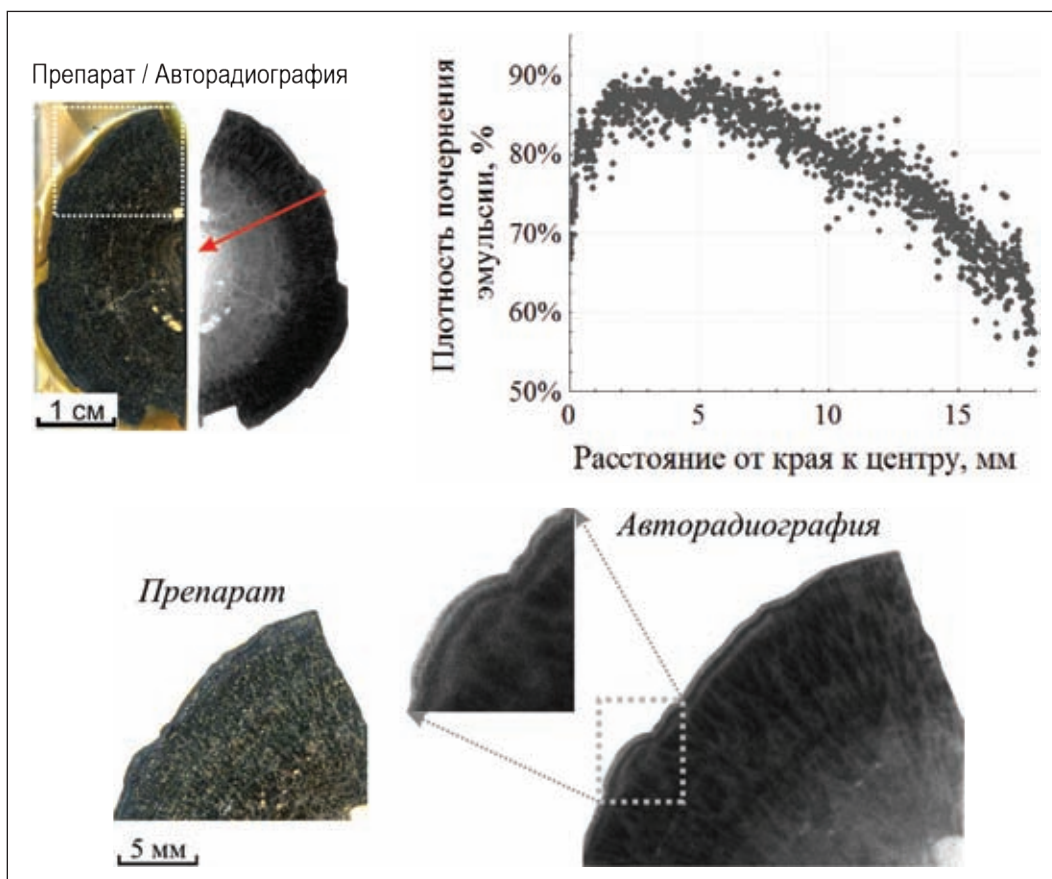 Препарат / Авторадиография
1 см
Плотность почернения
эмульсии, %
90%
80%
70%
60%
50%
0
5
10
15
Расстояние от края к центру, мм
Препарат
Авторадиография
5 мм